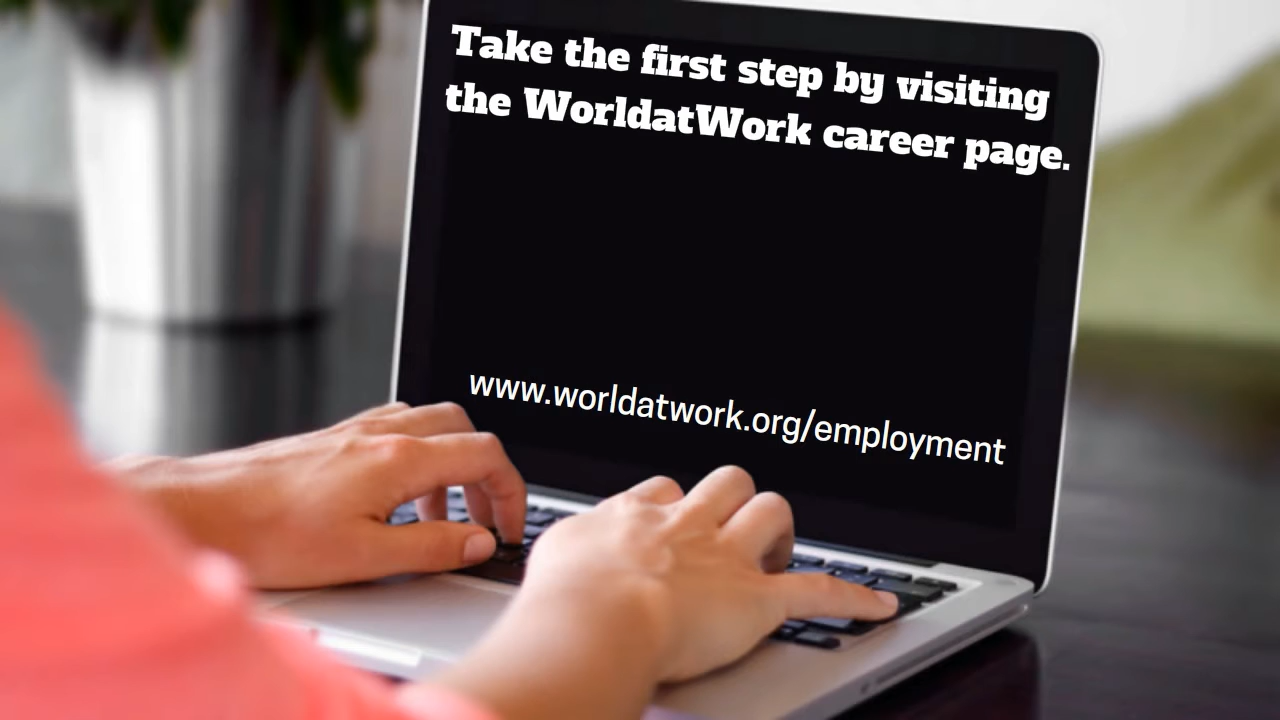 Take the first step by visiting
the WorldatWork career page.
www.worldatwork.org/employment